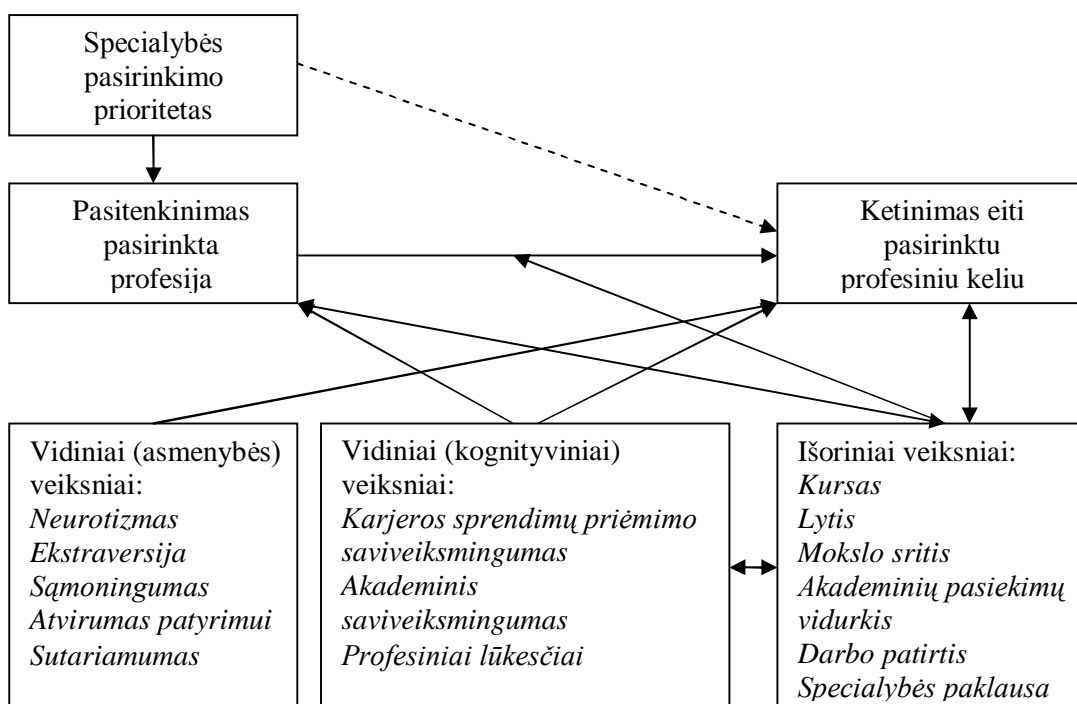 Specialybės
pasirinkimo
prioritetas
Pasitenkinimas
pasirinkta
profesija
Ketinimas eiti
pasirinktu
profesiniu keliu
Vidiniai (asmenybės)
veiksniai:
Neurotizmas
Ekstraversija
Sąmoningumas
Atvirumas patyrimui
Sutariamumas
Vidiniai (kognityviniai)
veiksniai:
Karjeros sprendimų priėmimo
saviveiksmingumas
Akademinis
saviveiksmingumas
Profesiniai lūkesčiai
Išoriniai veiksniai:
Kursas
Lytis
Mokslo sritis
Akademinių pasiekimų
vidurkis
Darbo patirtis
Specialybės paklausa